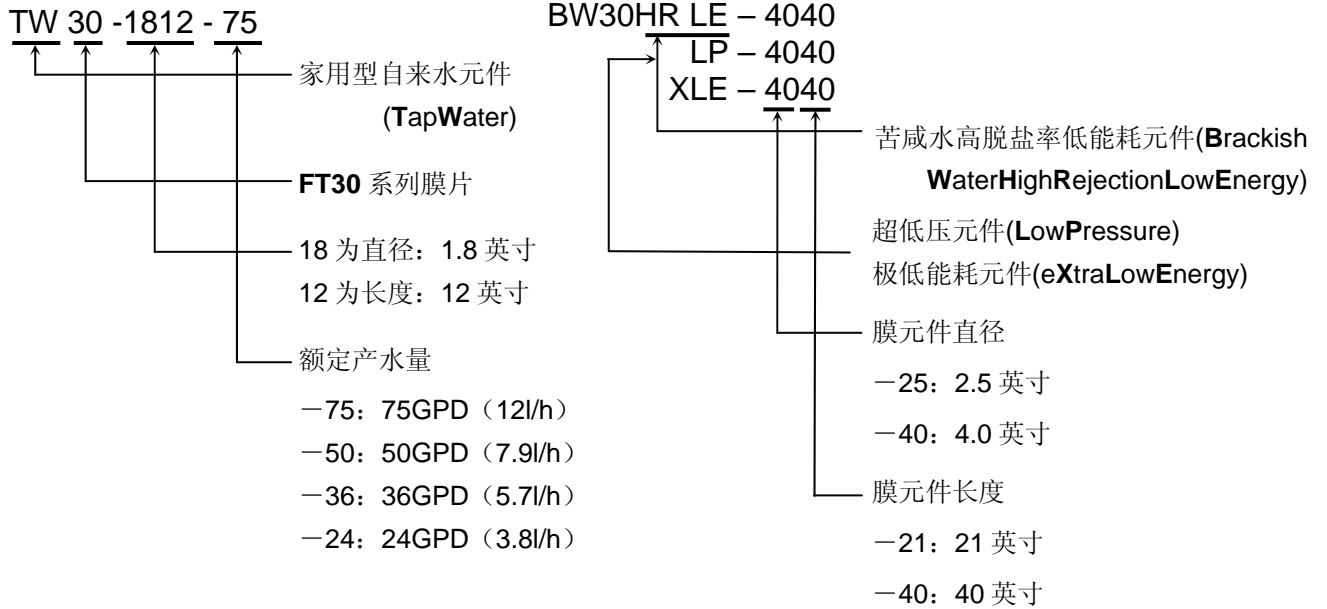 TW 30 -1812 - 75
家用型自来水元件
(TapWater)
FT30 系列膜片
18 为直径：1.8 英寸
12 为长度：12 英寸
额定产水量
－75：75GPD（12l/h）
－50：50GPD（7.9l/h）
－36：36GPD（5.7l/h）
－24：24GPD（3.8l/h）
BW30HR LE – 4040
LP – 4040
XLE – 4040
苦咸水高脱盐率低能耗元件(Brackish
WaterHighRejectionLowEnergy)
超低压元件(LowPressure)
极低能耗元件(eXtraLowEnergy)
膜元件直径
－25：2.5 英寸
－40：4.0 英寸
膜元件长度
－21：21 英寸
－40：40 英寸